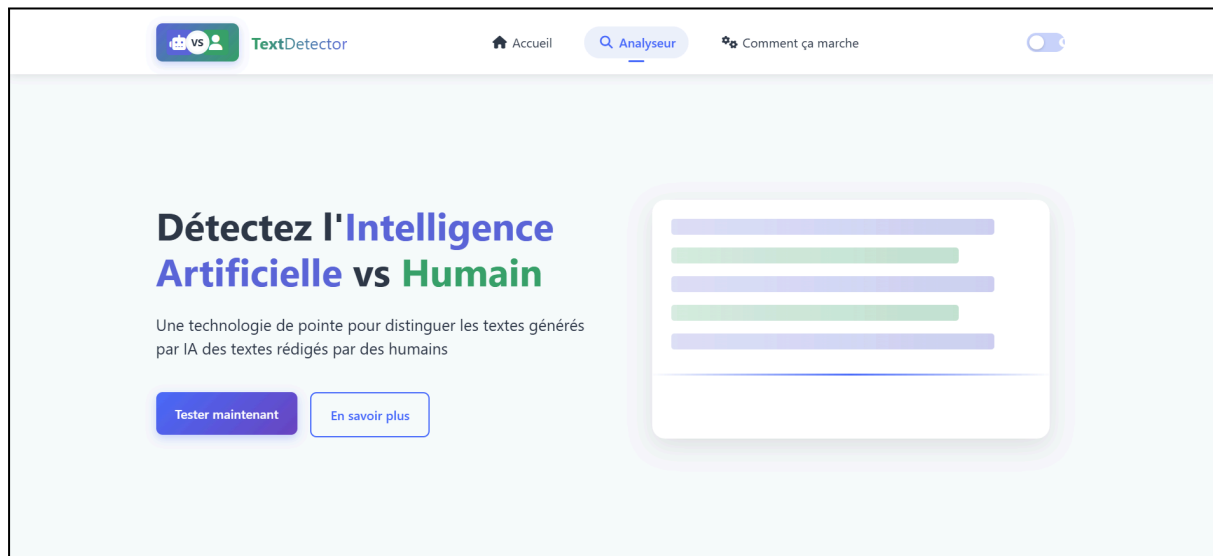 VS TextDetector
Accueil
Analyseur
Comment ça marche
Détectez l'Intelligence
Artificielle vs Humain
Une technologie de pointe pour distinguer les textes générés
par IA des textes rédigés par des humains
Tester maintenant
En savoir plus